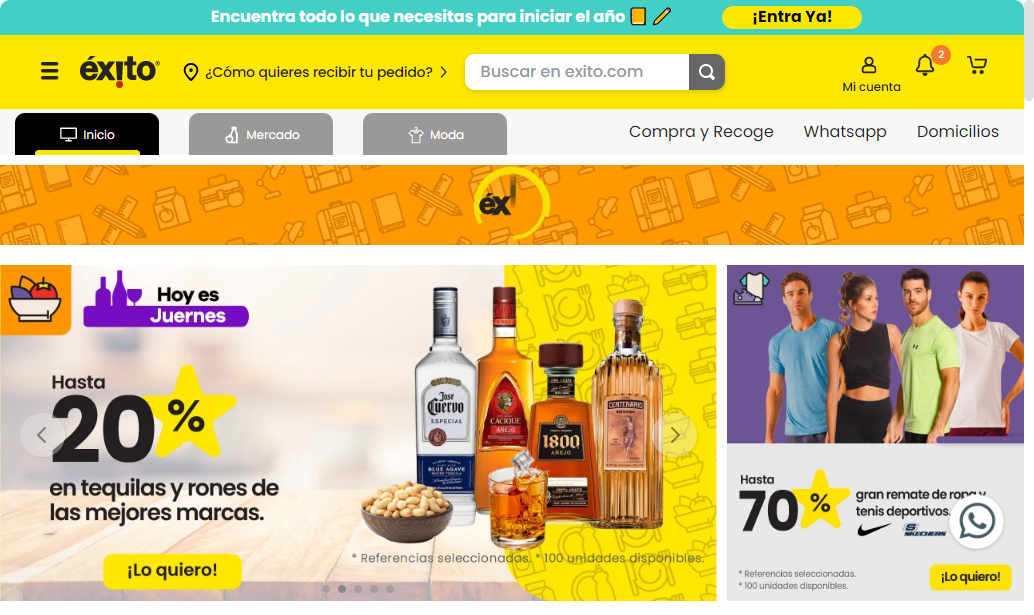 Encuentra todo lo que necesitas para iniciar el año
¡Entra Ya!
éxito
¿Cómo quieres recibir tu pedido?
Buscar en exito.com
Mi cuenta
2
Inicio
Mercado
Moda
Compra y Recoge
Whatsapp
Domicilios
éx
Hoy es
Juernes
Hasta
20%
en tequilas y rones de
las mejores marcas.
¡Lo quiero!
Jose
Cuervo
ESPECIAL
BLUE AGAVE
CACIQUE
AÑEJO
1800
AÑEJO
CENTENARIO
* Referencias seleccionadas. * 100 unidades disponibles.
Hasta
70%
gran remate de ropa y
tenis deportivos.
SKECHERS
* Referencias seleccionadas.
* 100 unidades disponibles.
¡Lo quiero!